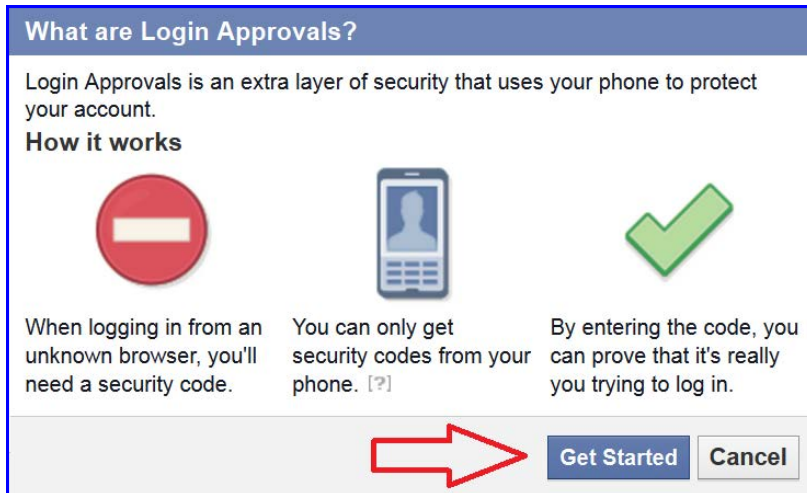 What are Login Approvals?
Login Approvals is an extra layer of security that uses your phone to protect
your account.
How it works
When logging in from an
unknown browser, you'll
need a security code.
You can only get
security codes from your
phone. [?]
By entering the code, you
can prove that it's really
you trying to log in.
Get Started
Cancel